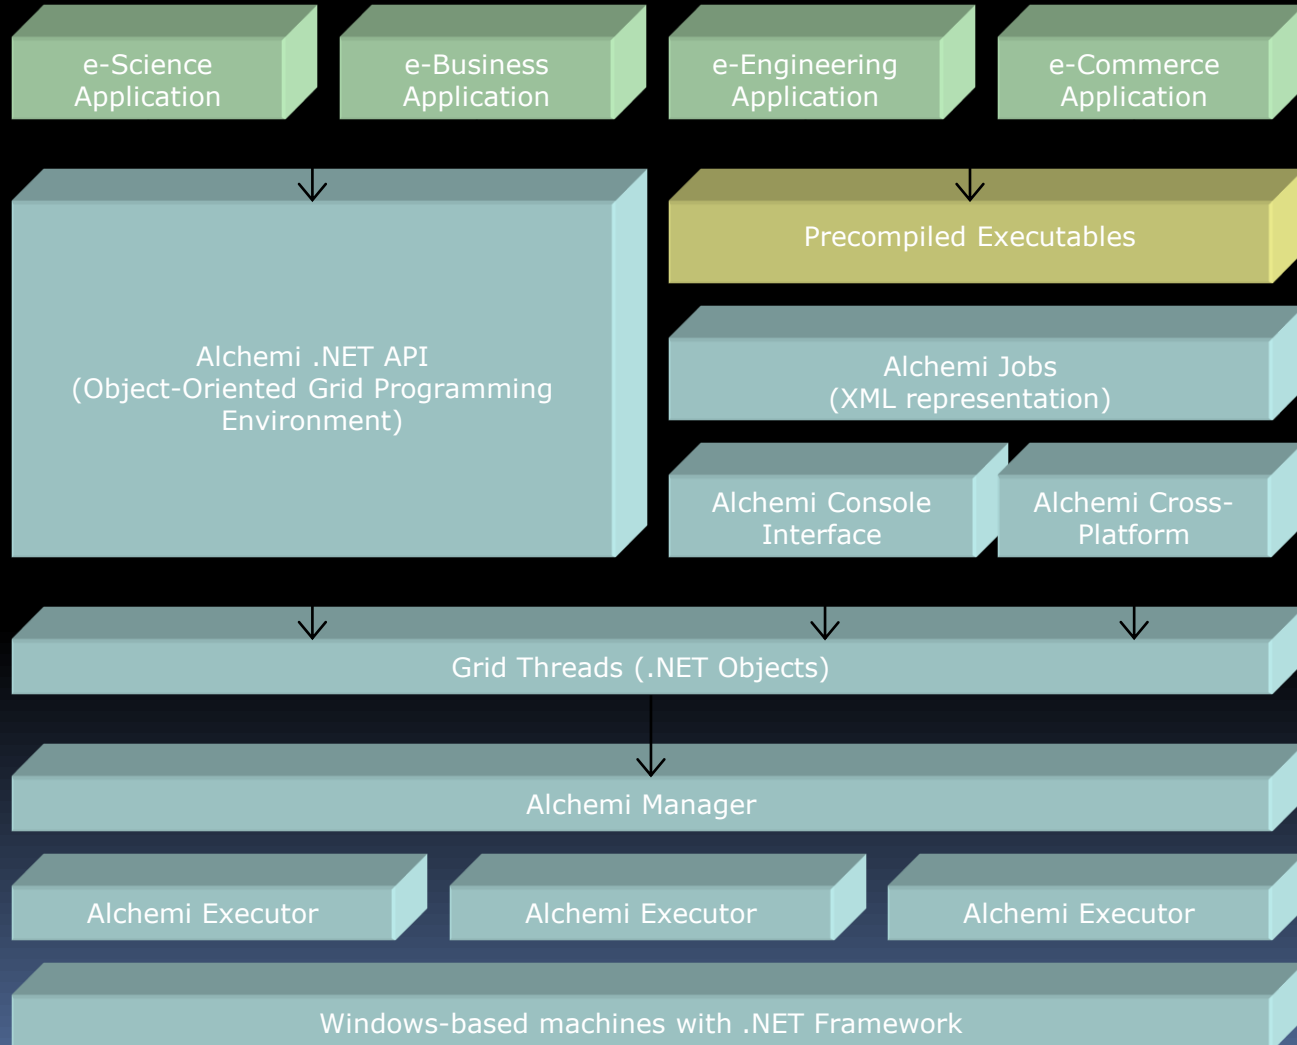 e-Science
Application
e-Business
Application
e-Engineering
Application
e-Commerce
Application
Precompiled Executables
Alchemi .NET API
(Object-Oriented Grid Programming
Environment)
Alchemi Jobs
(XML representation)
Alchemi Console
Interface
Alchemi Cross-
Platform
Grid Threads (.NET Objects)
Alchemi Manager
Alchemi Executor
Alchemi Executor
Alchemi Executor
Windows-based machines with .NET Framework